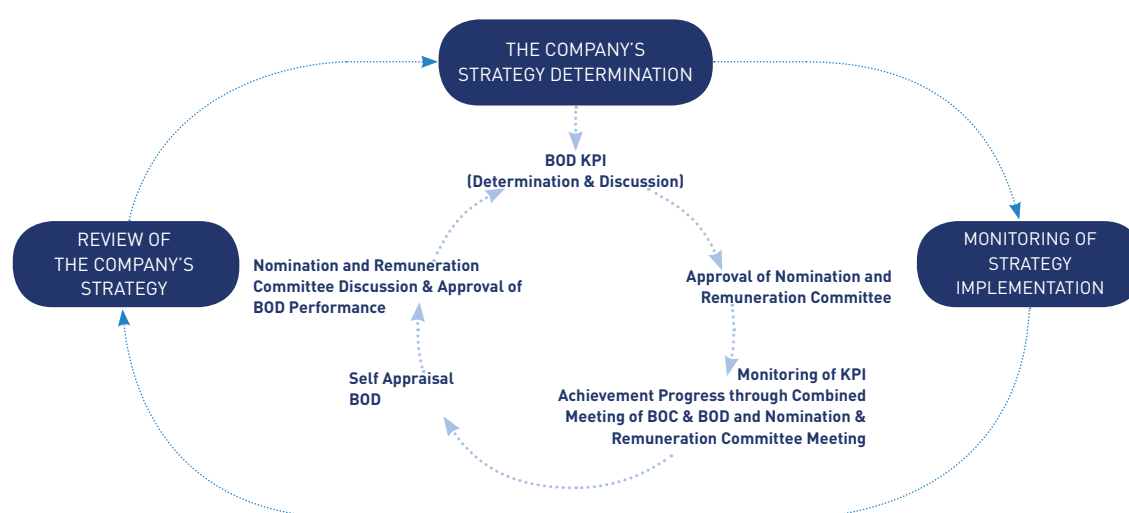 THE COMPANY'S
STRATEGY DETERMINATION
BOD KPI
(Determination & Discussion)
REVIEW OF
THE COMPANY'S
STRATEGY
MONITORING OF
STRATEGY
IMPLEMENTATION
Nomination and Remuneration
Committee Discussion & Approval of
BOD Performance
Approval of Nomination and
Remuneration Committee
Self Appraisal
BOD
Monitoring of KPI
Achievement Progress through Combined
Meeting of BOC & BOD and Nomination &
Remuneration Committee Meeting